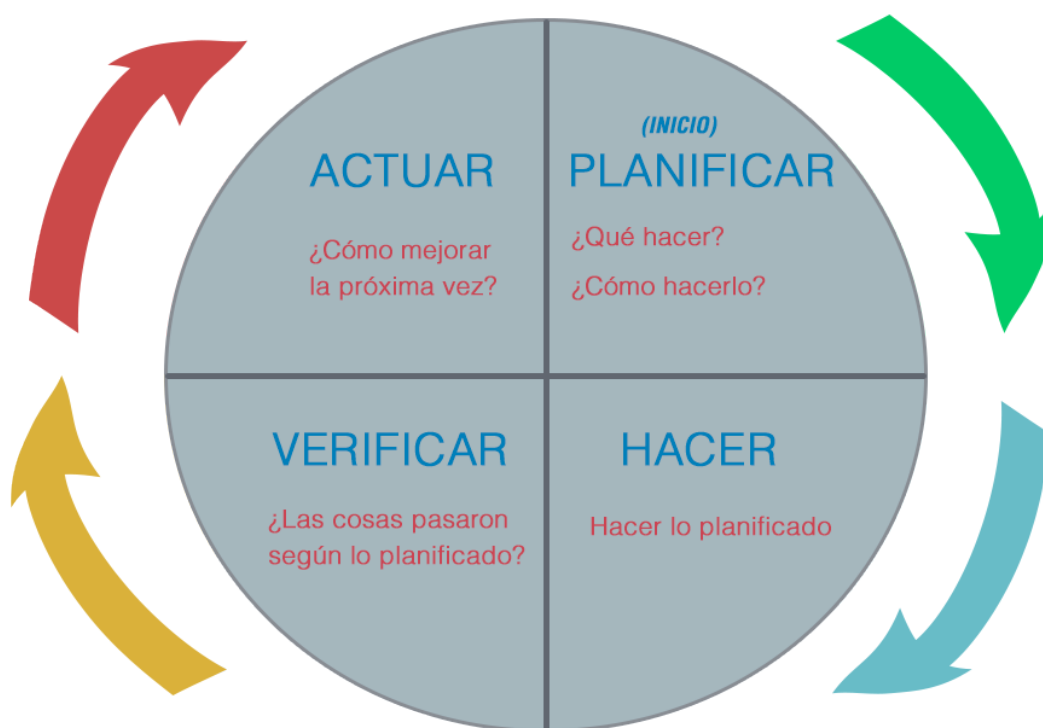 ACTUAR
¿Cómo mejorar
la próxima vez?
(INICIO)
PLANIFICAR
¿Qué hacer?
¿Cómo hacerlo?
VERIFICAR
¿Las cosas pasaron
según lo planificado?
HACER
Hacer lo planificado